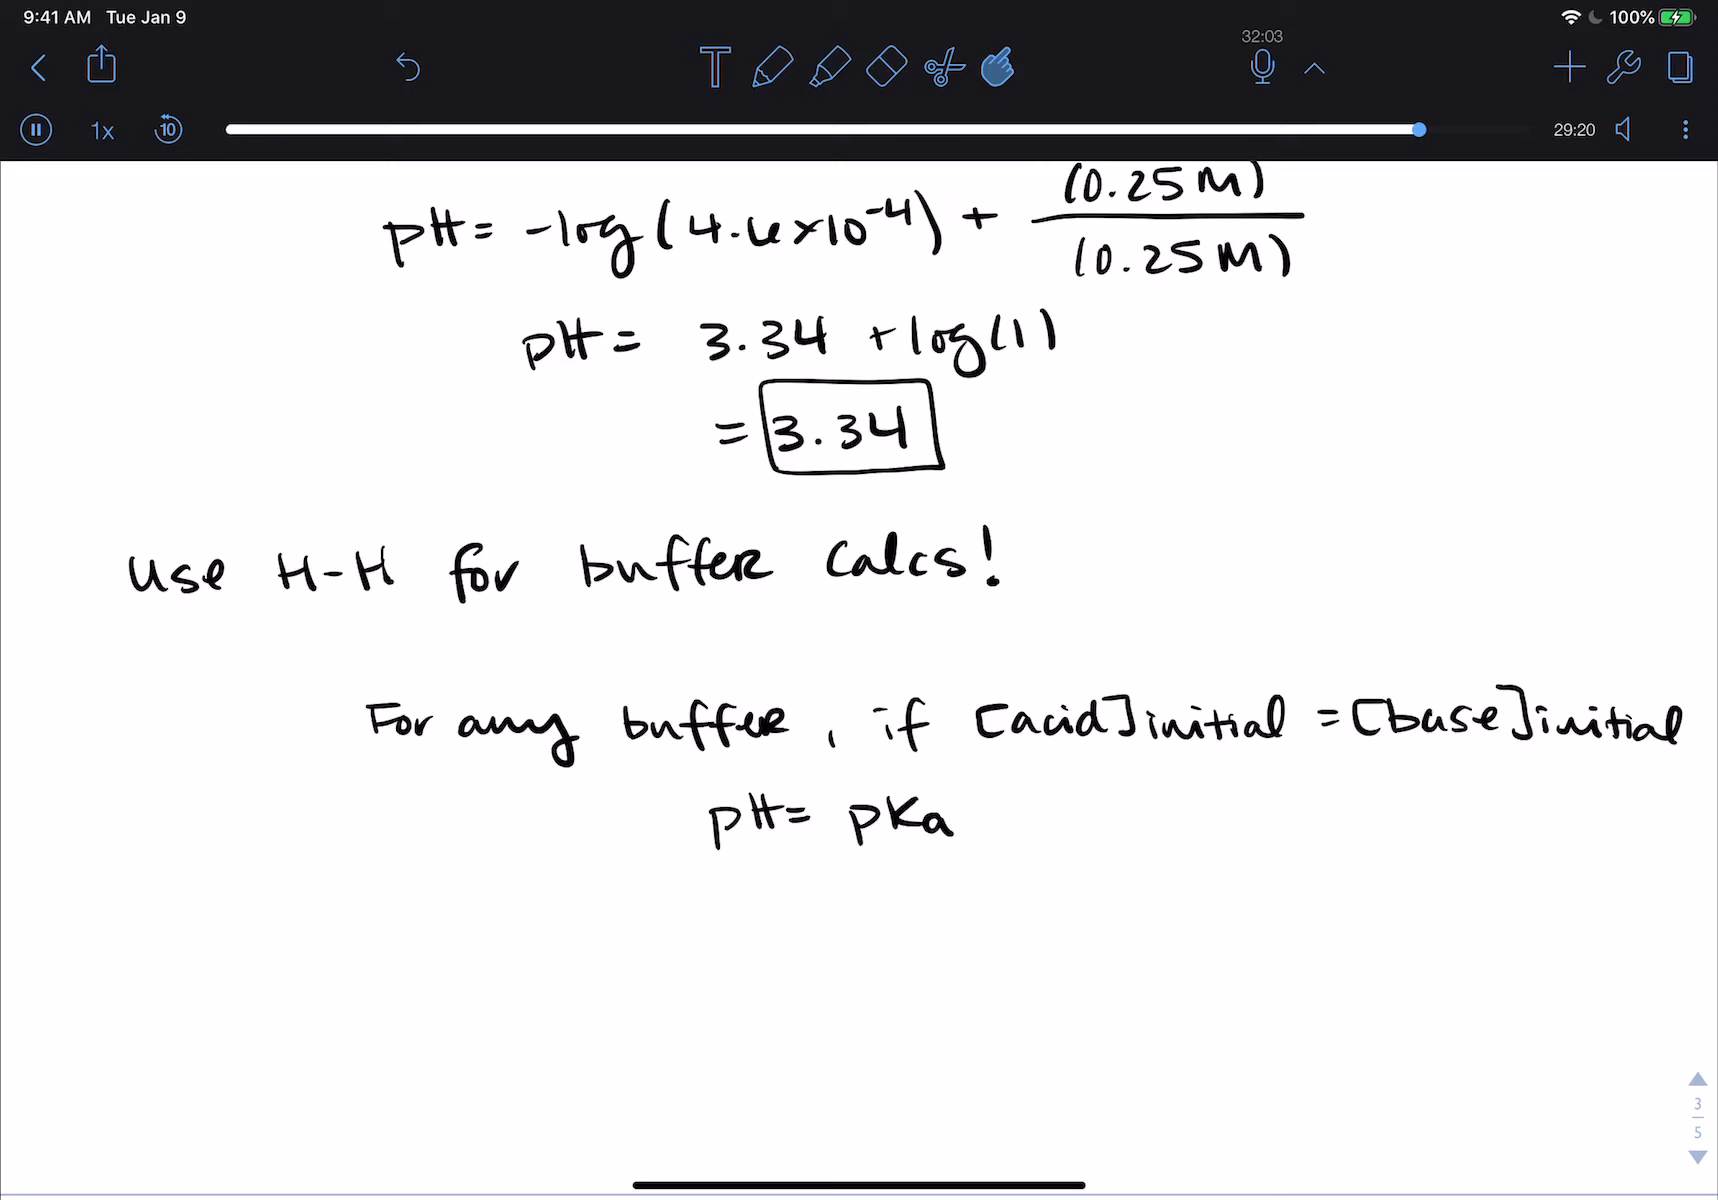 9:41 AM Tue Jan 9
100%
32:03
1x
10
29:20
(0.25M)
pH = -log(4.6×10⁻⁴) +
(0.25M)
pH = 3.34 + log(1)
= 3.34
Use H-H for buffer calcs!
For any buffer, if [acid]initial = [base]initial
pH = pKa
3
5